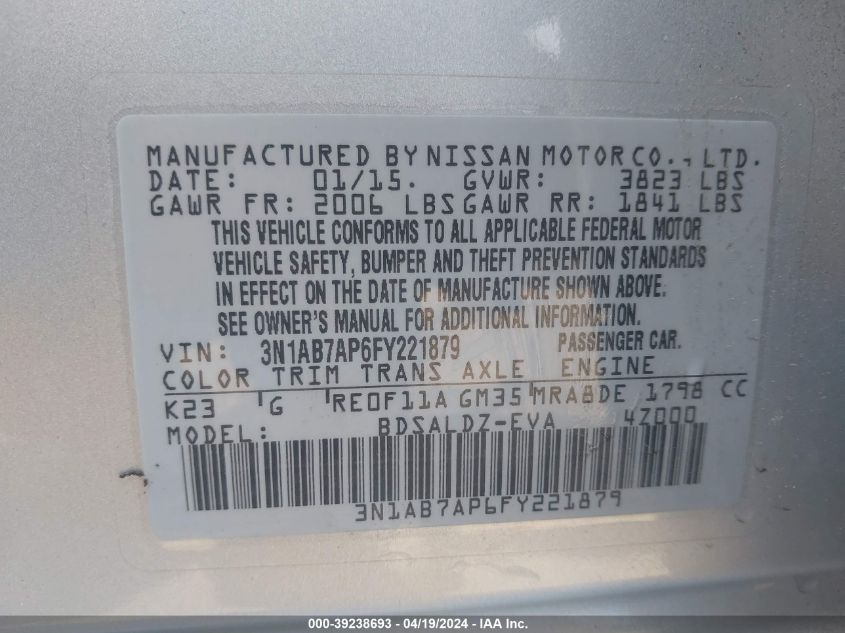 MANUFACTURED BY NISSAN MOTOR CO., LTD.
DATE: 01/15. GVWR: 3823 LBS
GAWR FR: 2006 LBS GAWR RR: 1841 LBS
THIS VEHICLE CONFORMS TO ALL APPLICABLE FEDERAL MOTOR
VEHICLE SAFETY, BUMPER AND THEFT PREVENTION STANDARDS
IN EFFECT ON THE DATE OF MANUFACTURE SHOWN ABOVE.
SEE OWNER'S MANUAL FOR ADDITIONAL INFORMATION.
VIN: 3N1AB7AP6FY221879 PASSENGER CAR.
COLOR TRIM TRANS AXLE ENGINE
K23 G RE0F11A GM35 MRA8DE 1798 CC
MODEL: BDSALDZ-EVA 4Z000
3N1AB7AP6FY221879
000-39238693 - 04/19/2024 - IAA Inc.